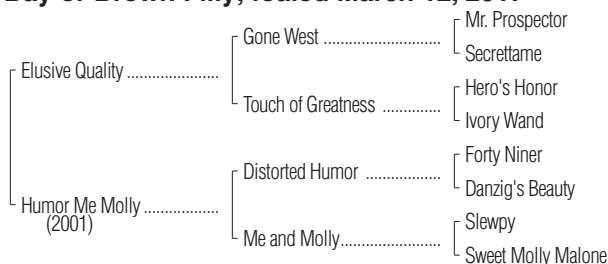 Bay or Brown Filly; foaled March 12, 2017
Mr. Prospector
Gone West ........................
Secrettame
Elusive Quality ......................
Hero's Honor
Touch of Greatness ..............
Ivory Wand
Forty Niner
Distorted Humor ..................
Danzig's Beauty
Humor Me Molly ..................
(2001)
Slewpy
Me and Molly........................
Sweet Molly Malone